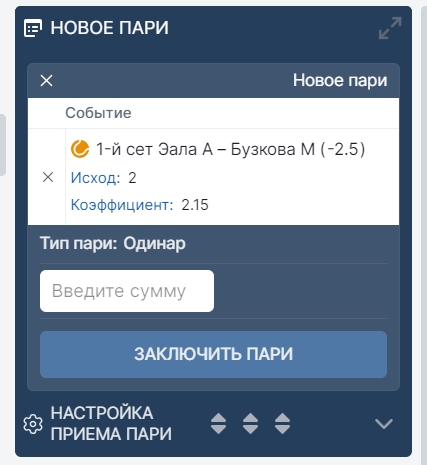 НОВОЕ ПАРИ
Новое пари
Событие
1-й сет Эала А – Бузкова М (-2.5)
Исход: 2
Коэффициент: 2.15
Тип пари: Одинар
Введите сумму
ЗАКЛЮЧИТЬ ПАРИ
НАСТРОЙКА
ПРИЕМА ПАРИ